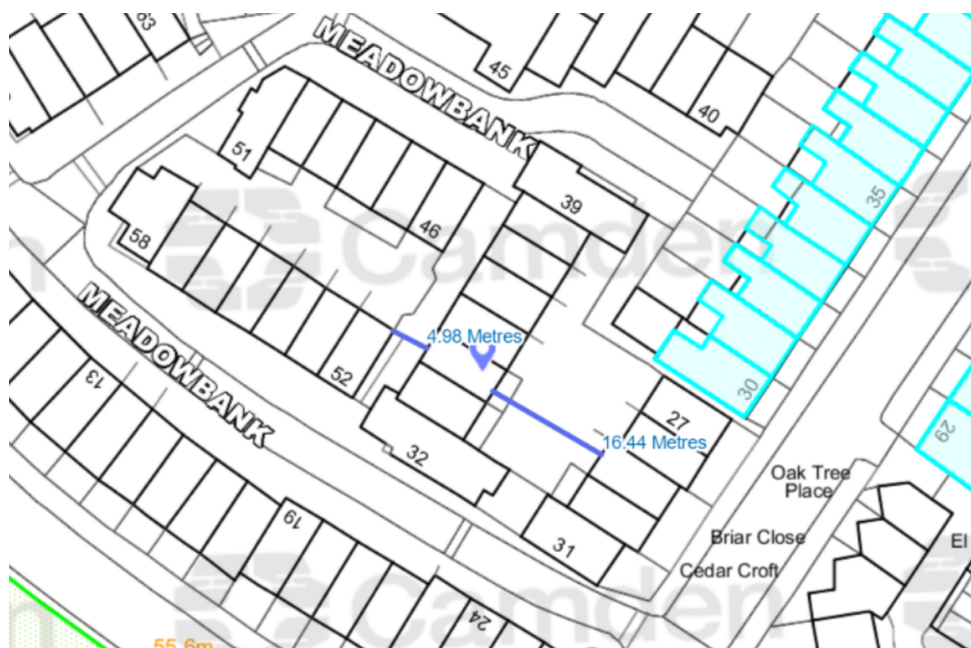 63
MEADOWBANK
45
40
51
39
35
46
58
4.98 Metres
MEADOWBANK
52
30
13
27
29
16.44 Metres
32
Oak Tree
Place
19
31
Briar Close
El
Cedar Croft
24
55.6m
Camden
Camden